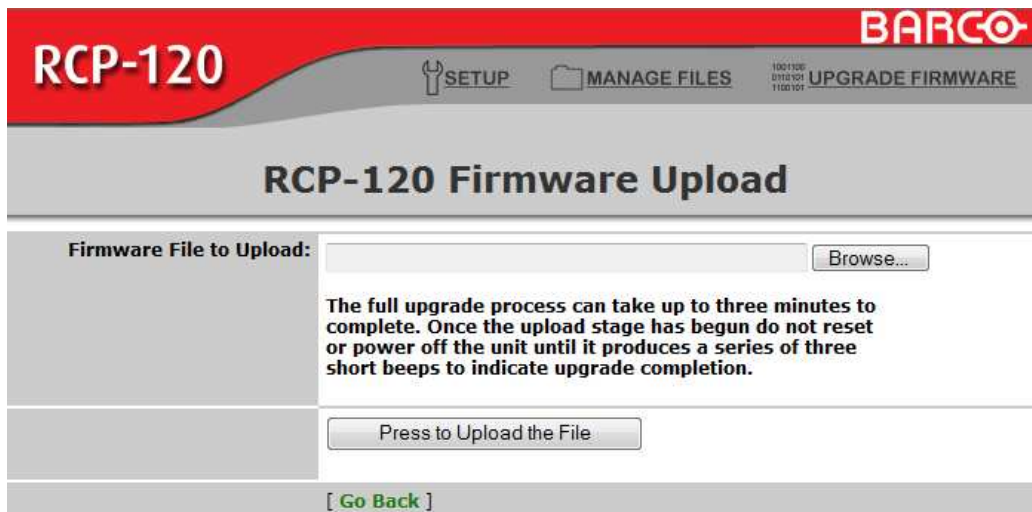 BARCO
RCP-120
SETUP
MANAGE FILES
1001100
0110101
1100101
UPGRADE FIRMWARE
RCP-120 Firmware Upload
Firmware File to Upload:
Browse...
The full upgrade process can take up to three minutes to
complete. Once the upload stage has begun do not reset
or power off the unit until it produces a series of three
short beeps to indicate upgrade completion.
Press to Upload the File
[ Go Back ]